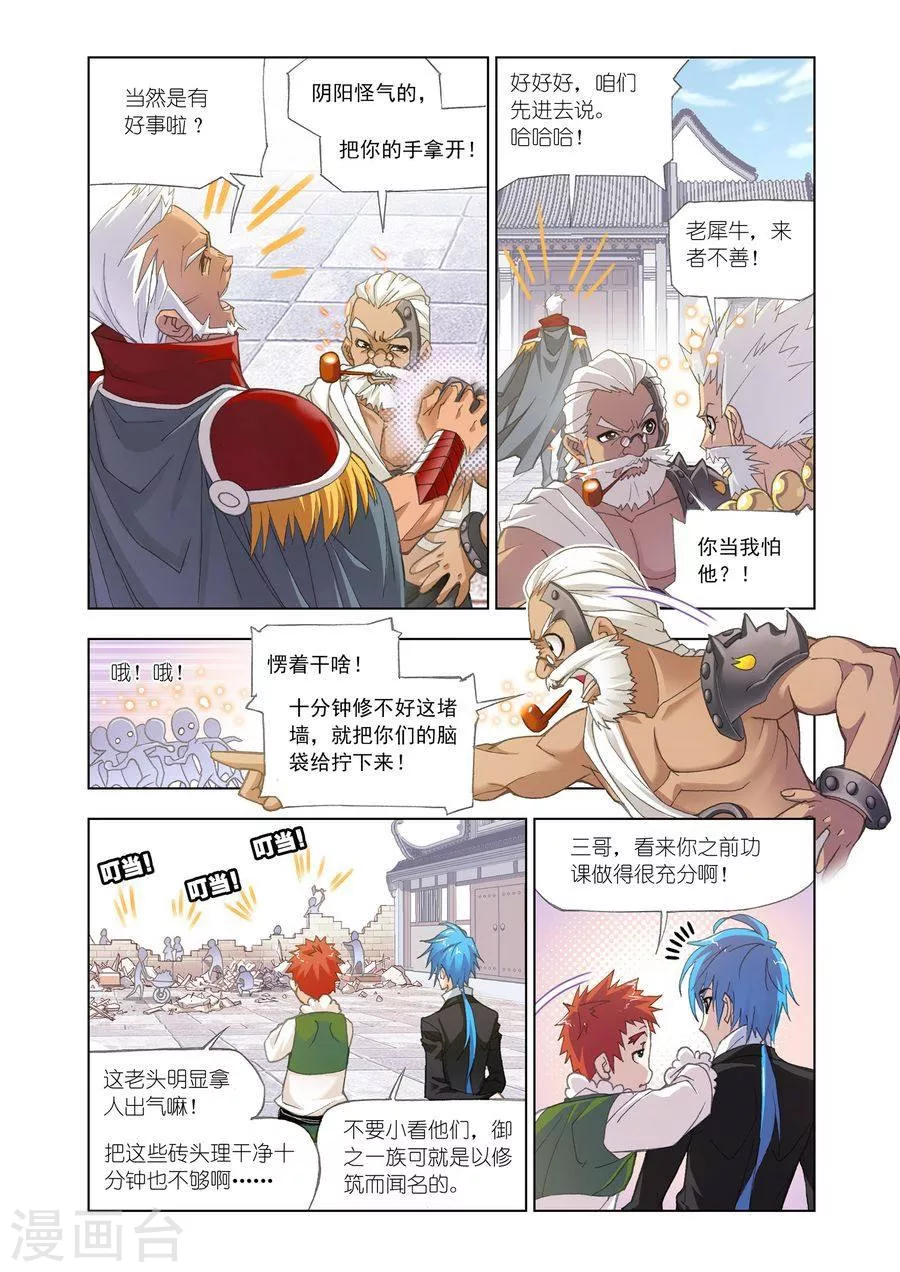 当然是有
好事啦？
阴阳怪气的，
把你的手拿开！
好好好，咱们
先进去说。
哈哈哈！
老犀牛，来
者不善！
你当我怕
他？！
哦！哦！
愣着干啥！
十分钟修不好这堵
墙，就把你们的脑
袋给拧下来！
叮当！
叮当！
叮当！
这老头明显拿
人出气嘛！
把这些砖头理干净十
分钟也不够啊······
不要小看他们，御
之一族可就是以修
筑而闻名的。
三哥，看来你之前功
课做得很充分啊！
漫画台